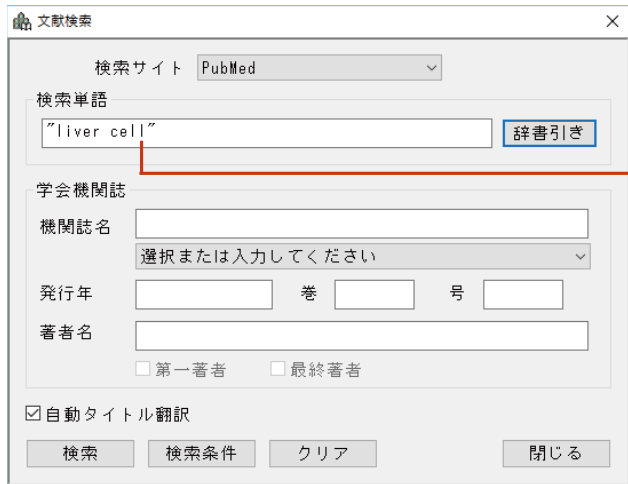 文献検索
検索サイト PubMed
検索単語
"liver cell" 辞書引き
学会機関誌
機関誌名
選択または入力してください
発行年 巻 号
著者名
第一著者 最終著者
自動タイトル翻訳
検索 検索条件 クリア 閉じる